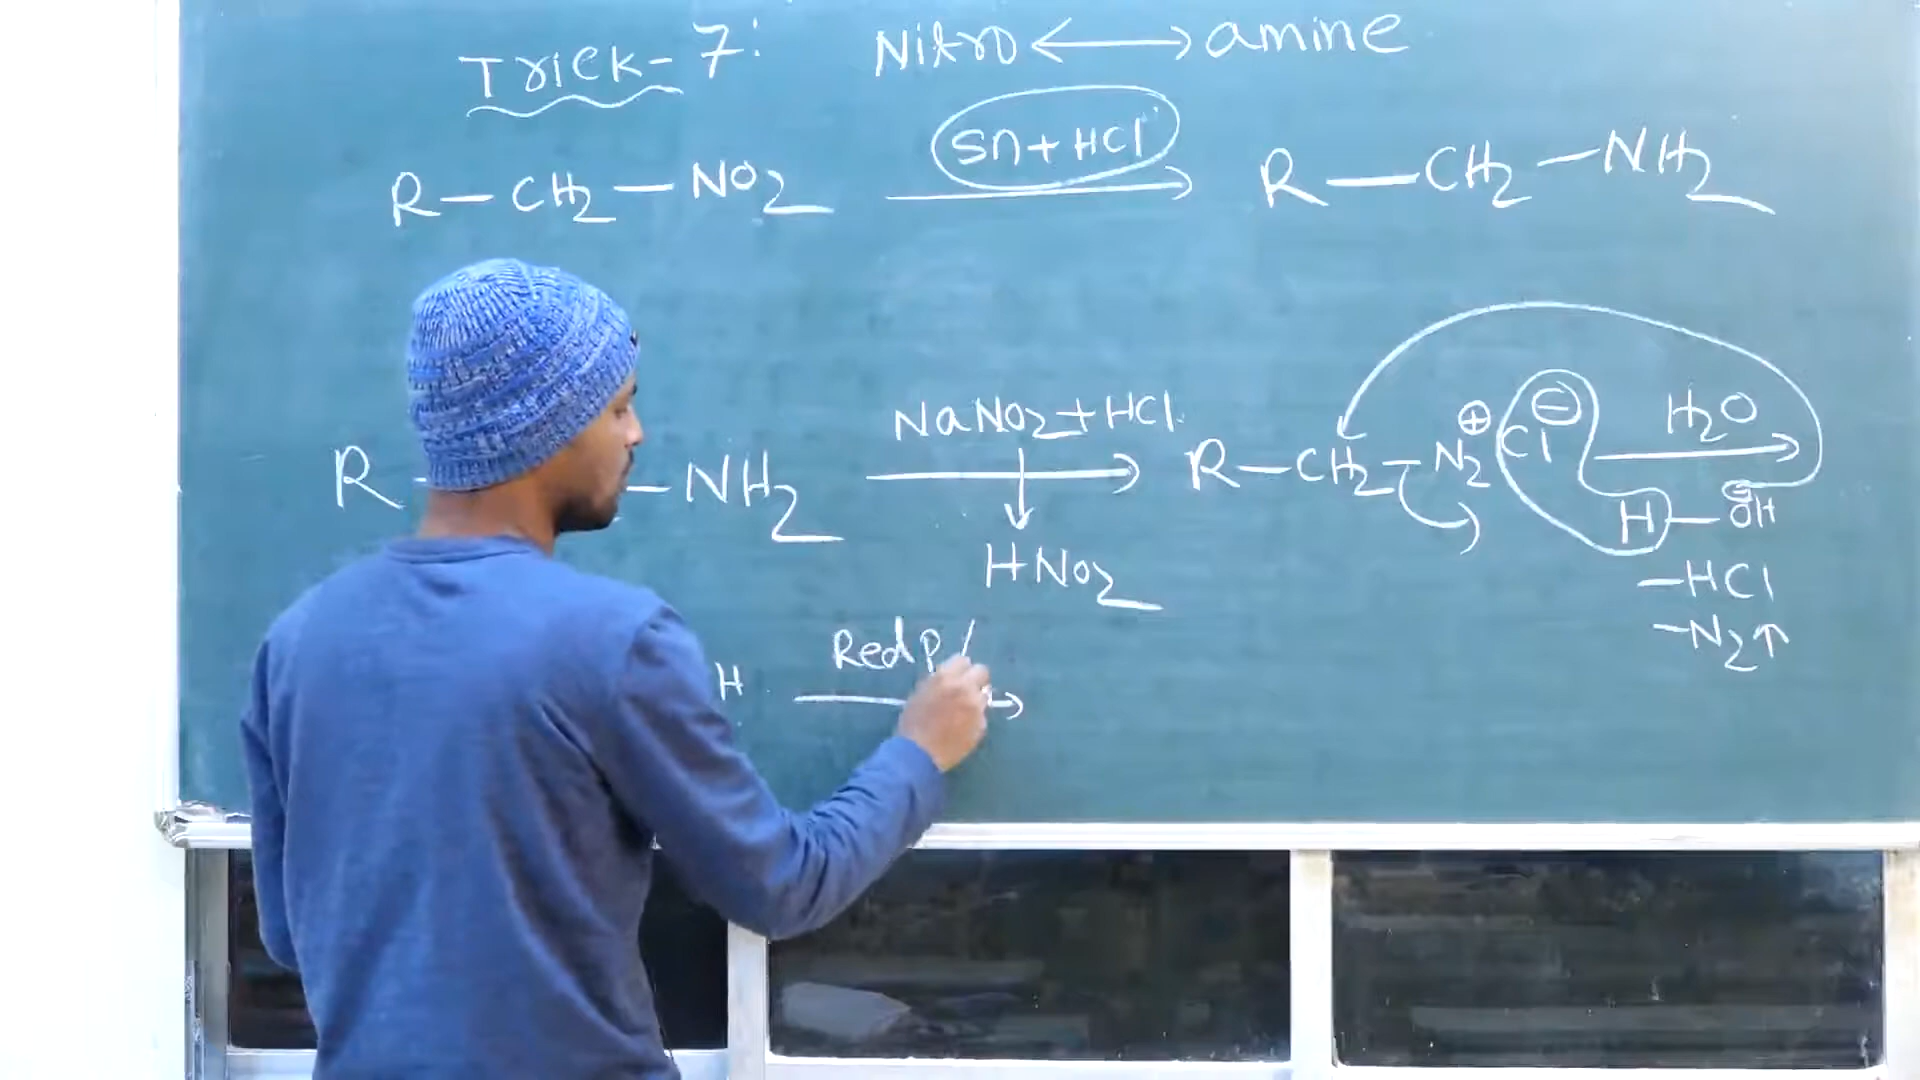 Trick-7: Nitro ⟷ amine
Sn+HCl
R—CH2—NO2 ⟶ R—CH2—NH2
NaNO2+HCl
H2O
R — —NH2 ⟶ R—CH2—N2⊕ Cl⊖ ⟶
H—OH
HNO2
—HCl
—N2↑
Red P/
H ⟶